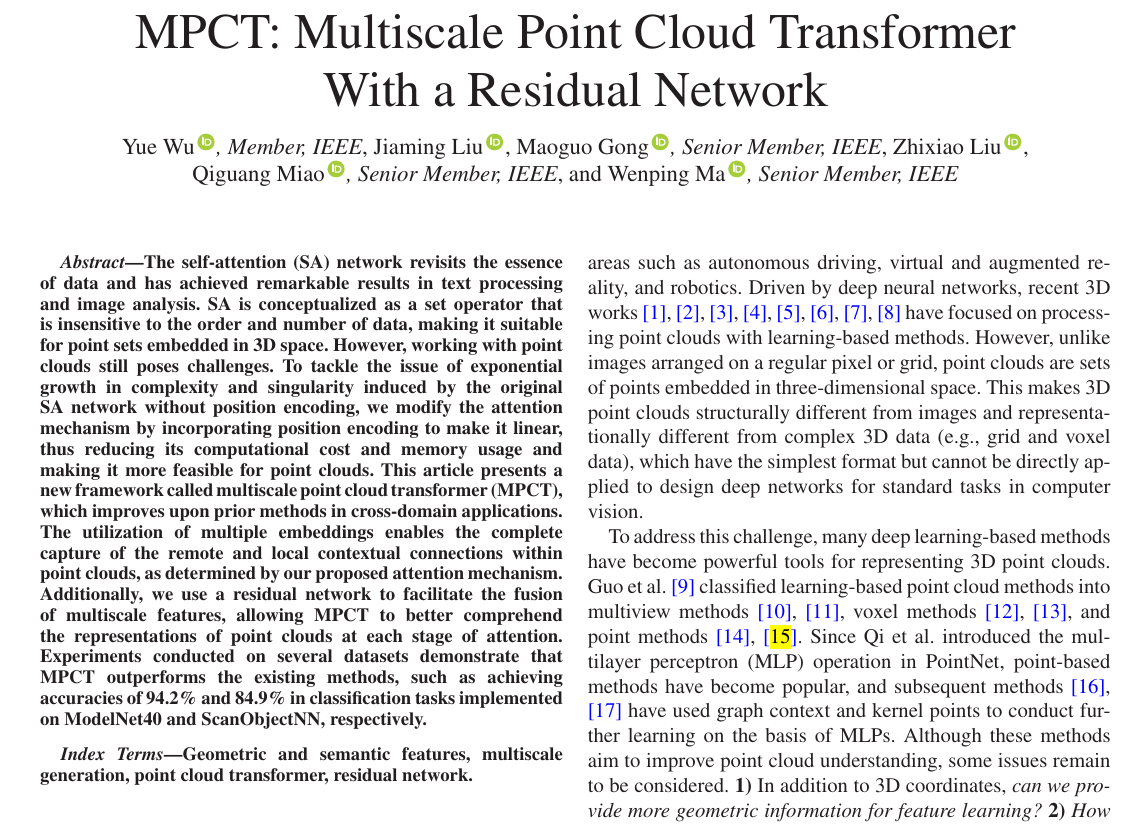 MPCT: Multiscale Point Cloud Transformer
With a Residual Network
Yue Wu iD, Member, IEEE, Jiaming Liu iD, Maoguo Gong iD, Senior Member, IEEE, Zhixiao Liu iD,
Qiguang Miao iD, Senior Member, IEEE, and Wenping Ma iD, Senior Member, IEEE
Abstract—The self-attention (SA) network revisits the essence
of data and has achieved remarkable results in text processing
and image analysis. SA is conceptualized as a set operator that
is insensitive to the order and number of data, making it suitable
for point sets embedded in 3D space. However, working with point
clouds still poses challenges. To tackle the issue of exponential
growth in complexity and singularity induced by the original
SA network without position encoding, we modify the attention
mechanism by incorporating position encoding to make it linear,
thus reducing its computational cost and memory usage and
making it more feasible for point clouds. This article presents a
new framework called multiscale point cloud transformer (MPCT),
which improves upon prior methods in cross-domain applications.
The utilization of multiple embeddings enables the complete
capture of the remote and local contextual connections within
point clouds, as determined by our proposed attention mechanism.
Additionally, we use a residual network to facilitate the fusion
of multiscale features, allowing MPCT to better comprehend
the representations of point clouds at each stage of attention.
Experiments conducted on several datasets demonstrate that
MPCT outperforms the existing methods, such as achieving
accuracies of 94.2% and 84.9% in classification tasks implemented
on ModelNet40 and ScanObjectNN, respectively.
Index Terms—Geometric and semantic features, multiscale
generation, point cloud transformer, residual network.
areas such as autonomous driving, virtual and augmented re-
ality, and robotics. Driven by deep neural networks, recent 3D
works [1], [2], [3], [4], [5], [6], [7], [8] have focused on process-
ing point clouds with learning-based methods. However, unlike
images arranged on a regular pixel or grid, point clouds are sets
of points embedded in three-dimensional space. This makes 3D
point clouds structurally different from images and representa-
tionally different from complex 3D data (e.g., grid and voxel
data), which have the simplest format but cannot be directly ap-
plied to design deep networks for standard tasks in computer
vision.
To address this challenge, many deep learning-based methods
have become powerful tools for representing 3D point clouds.
Guo et al. [9] classified learning-based point cloud methods into
multiview methods [10], [11], voxel methods [12], [13], and
point methods [14], [15]. Since Qi et al. introduced the mul-
tilayer perceptron (MLP) operation in PointNet, point-based
methods have become popular, and subsequent methods [16],
[17] have used graph context and kernel points to conduct fur-
ther learning on the basis of MLPs. Although these methods
aim to improve point cloud understanding, some issues remain
to be considered. 1) In addition to 3D coordinates, can we pro-
vide more geometric information for feature learning? 2) How